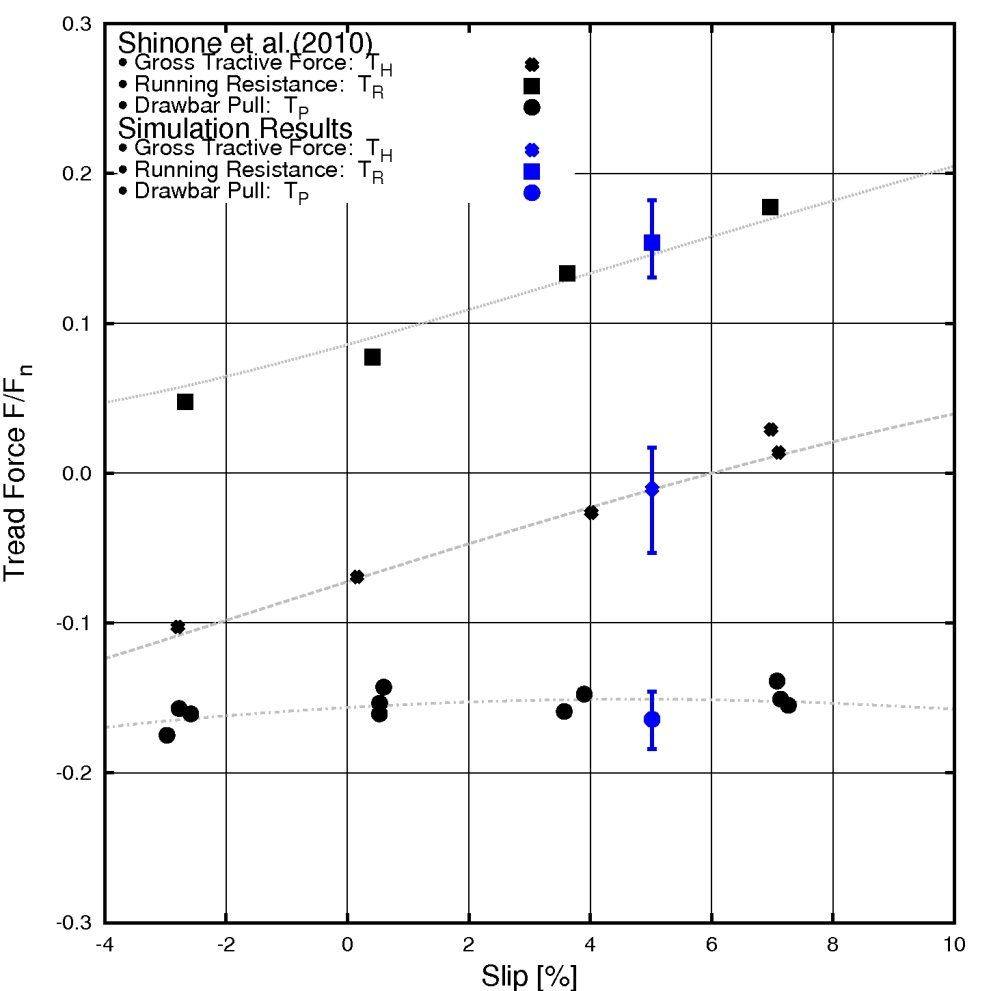 0.3
Shinone et al.(2010)
• Gross Tractive Force: T_H
• Running Resistance: T_R
• Drawbar Pull: T_P
Simulation Results
• Gross Tractive Force: T_H
• Running Resistance: T_R
• Drawbar Pull: T_P
0.2
0.1
0.0
-0.1
-0.2
-0.3
Tread Force F/F_n
-4 -2 0 2 4 6 8 10
Slip [%]